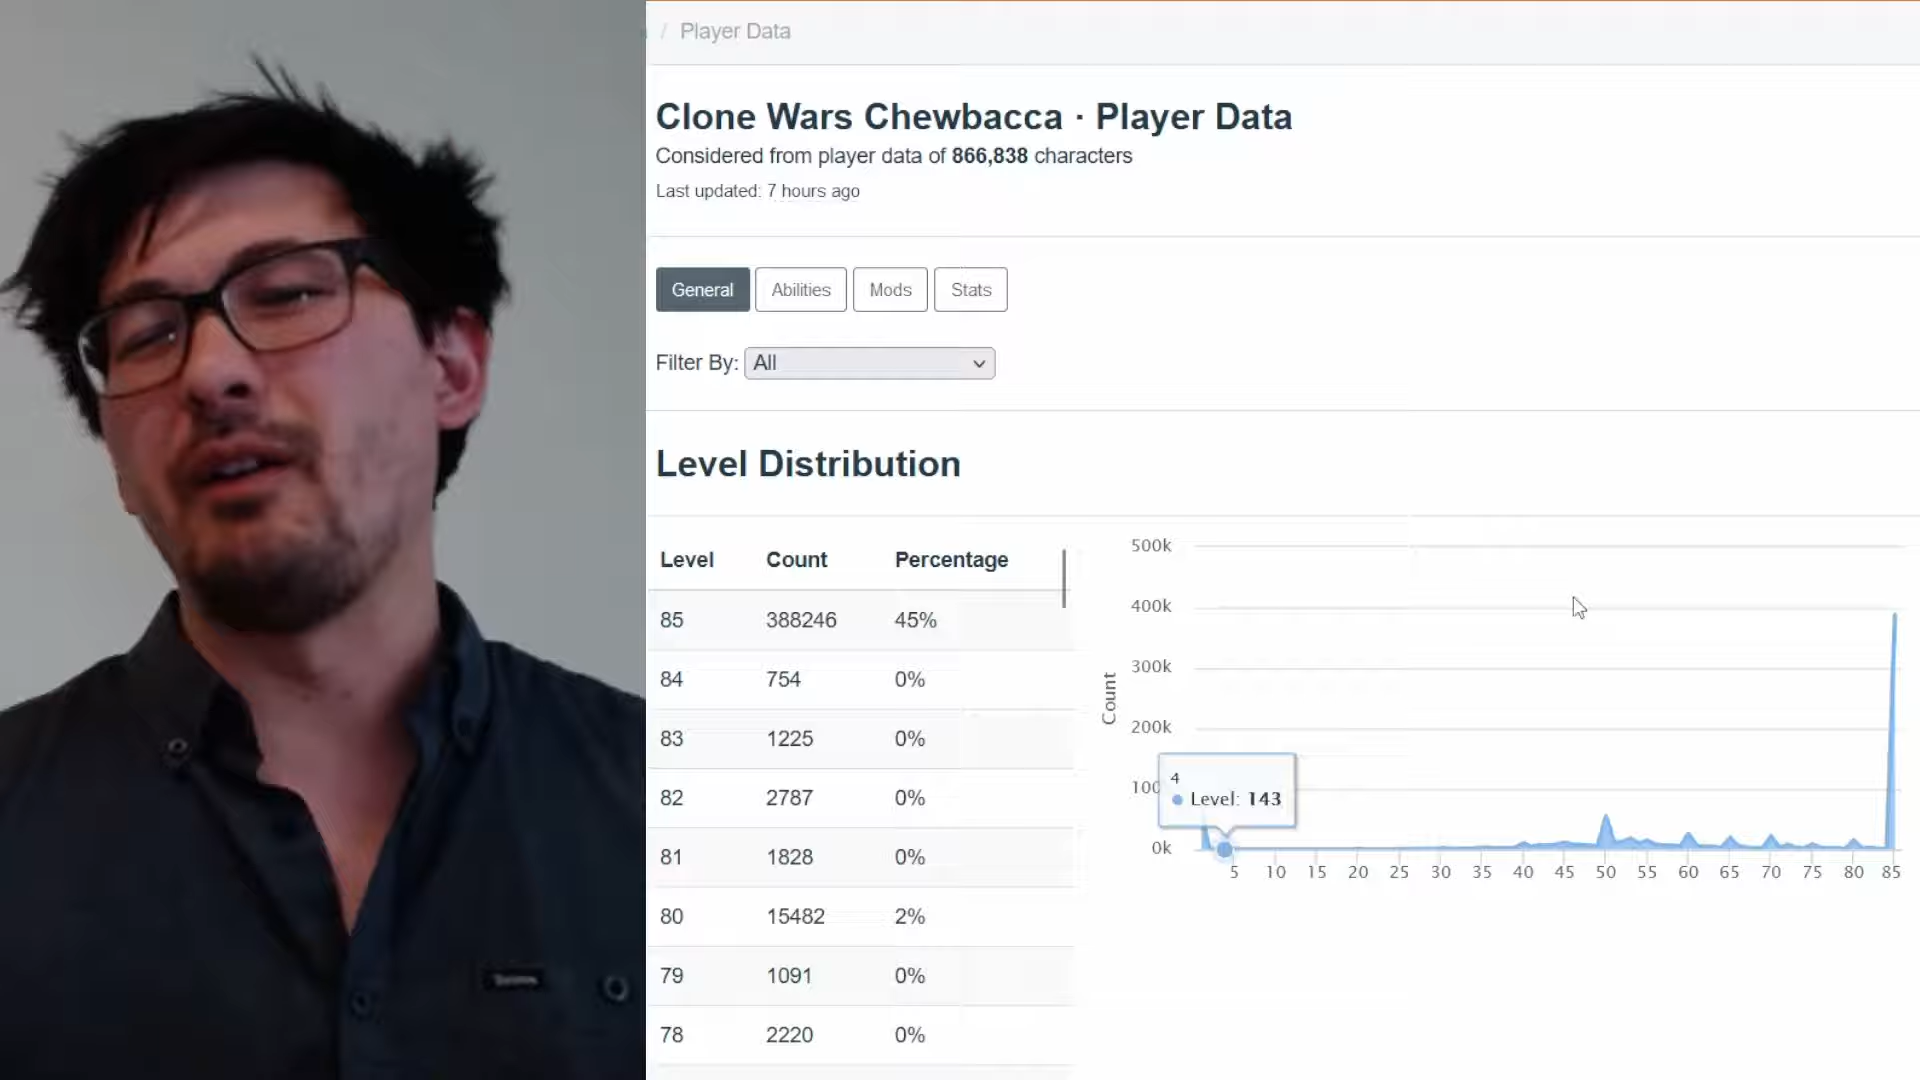 / Player Data
Clone Wars Chewbacca · Player Data
Considered from player data of 866,838 characters
Last updated: 7 hours ago
General Abilities Mods Stats
Filter By: All
Level Distribution
Level Count Percentage
85 388246 45%
84 754 0%
83 1225 0%
82 2787 0%
81 1828 0%
80 15482 2%
79 1091 0%
78 2220 0%
500k
400k
300k
200k
100
0k
Count
4
Level: 143
5 10 15 20 25 30 35 40 45 50 55 60 65 70 75 80 85